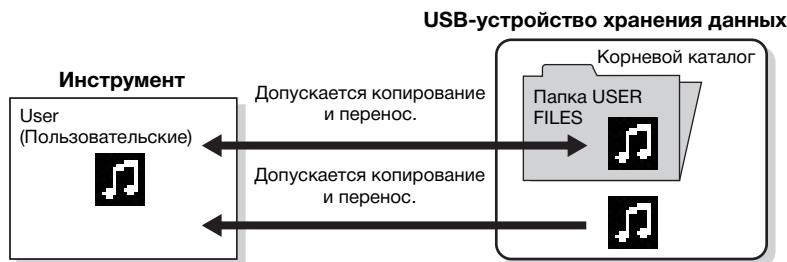 USB-устройство хранения данных
Корневой каталог
Инструмент
Папка USER
FILES
User
(Пользовательские)
Допускается копирование
и перенос.
Допускается копирование
и перенос.